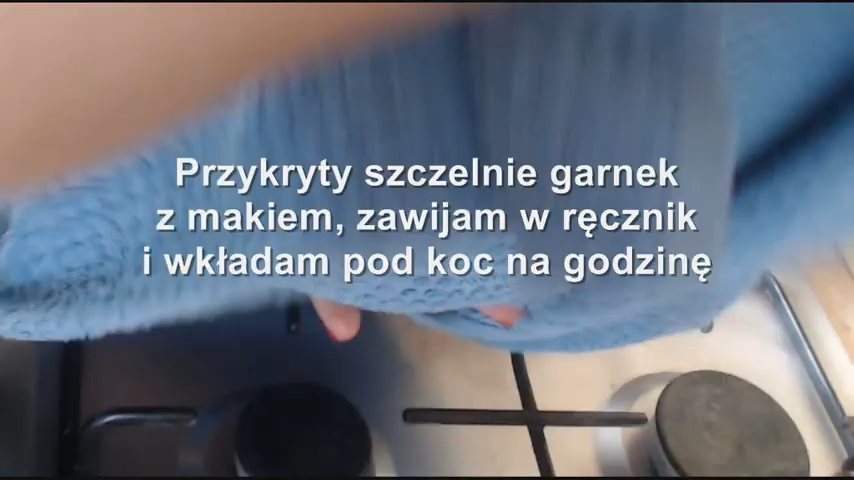 Przykryty szczelnie garnek
z makiem, zawijam w ręcznik
i wkładam pod koc na godzinę